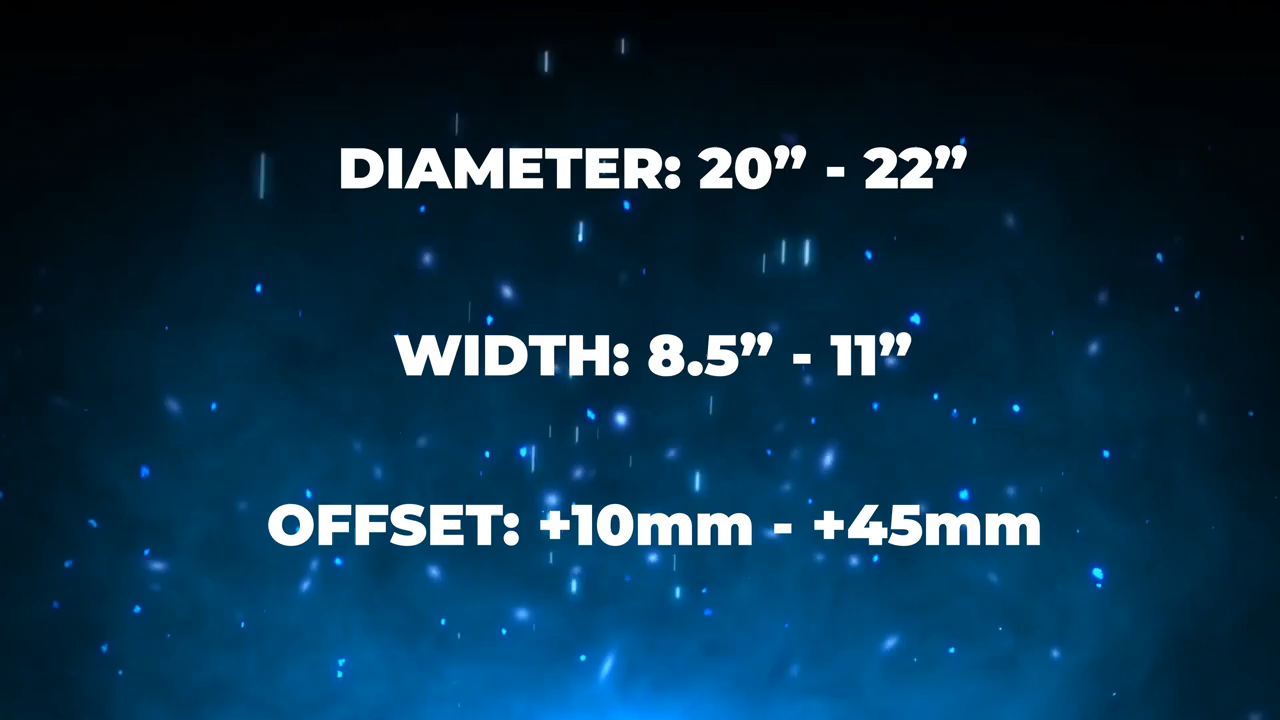 DIAMETER: 20” - 22”
WIDTH: 8.5” - 11”
OFFSET: +10mm - +45mm